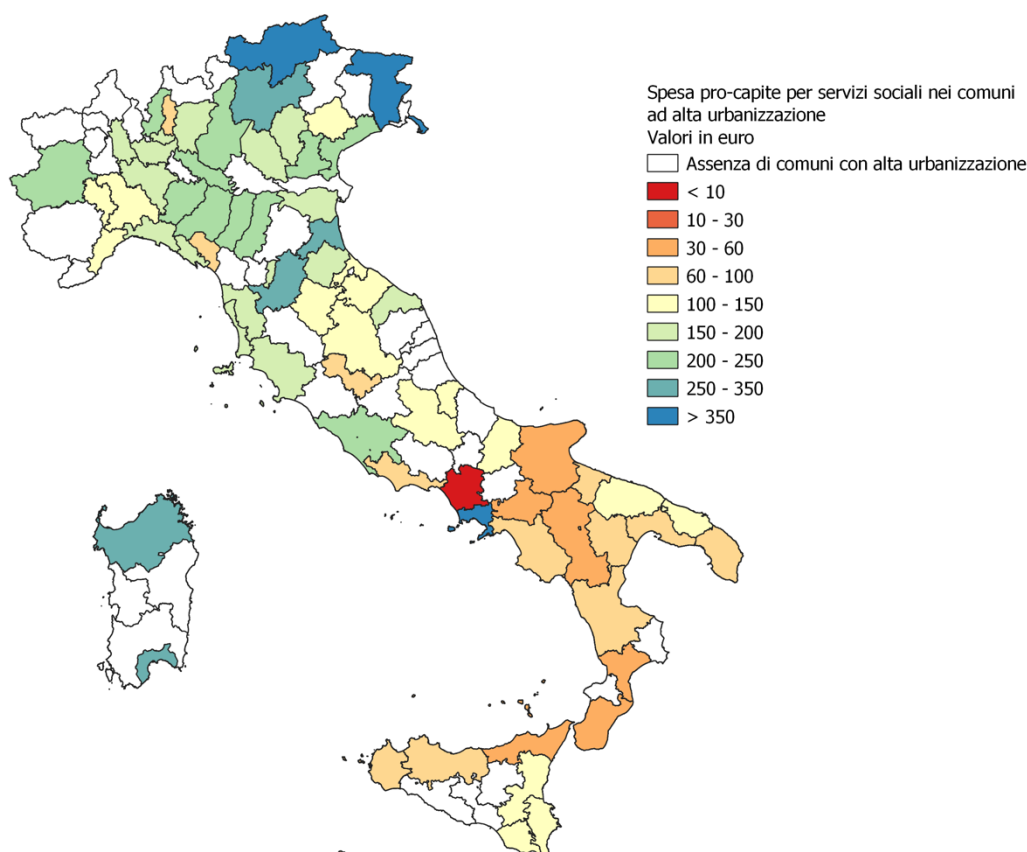 Spesa pro-capite per servizi sociali nei comuni
ad alta urbanizzazione
Valori in euro
Assenza di comuni con alta urbanizzazione
< 10
10 - 30
30 - 60
60 - 100
100 - 150
150 - 200
200 - 250
250 - 350
> 350